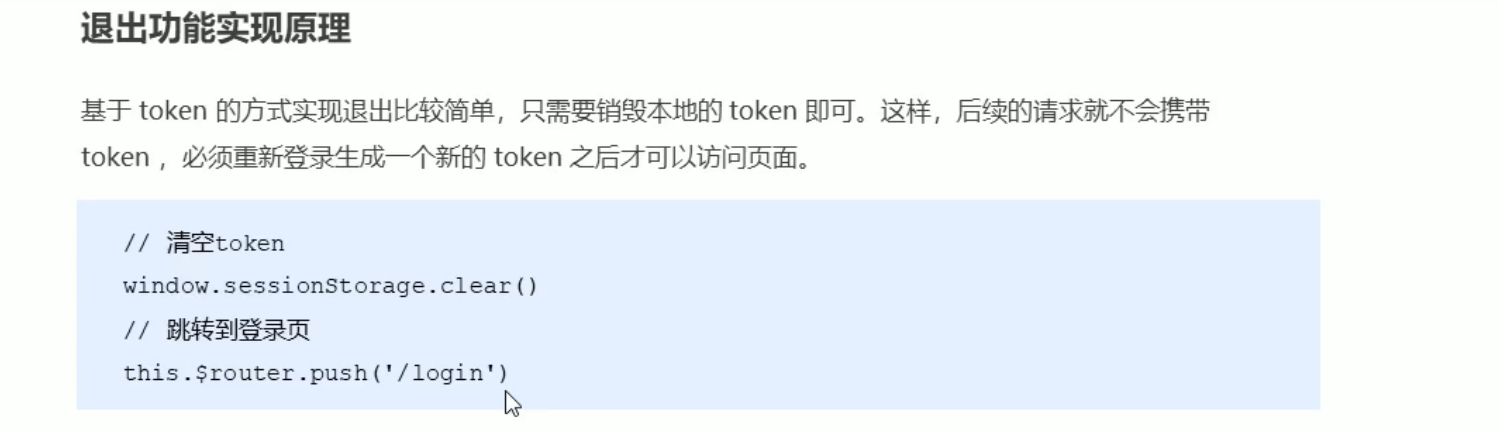 退出功能实现原理
基于 token 的方式实现退出比较简单，只需要销毁本地的 token 即可。这样，后续的请求就不会携带
token ，必须重新登录生成一个新的 token 之后才可以访问页面。
// 清空token
window.sessionStorage.clear()
// 跳转到登录页
this.$router.push('/login')